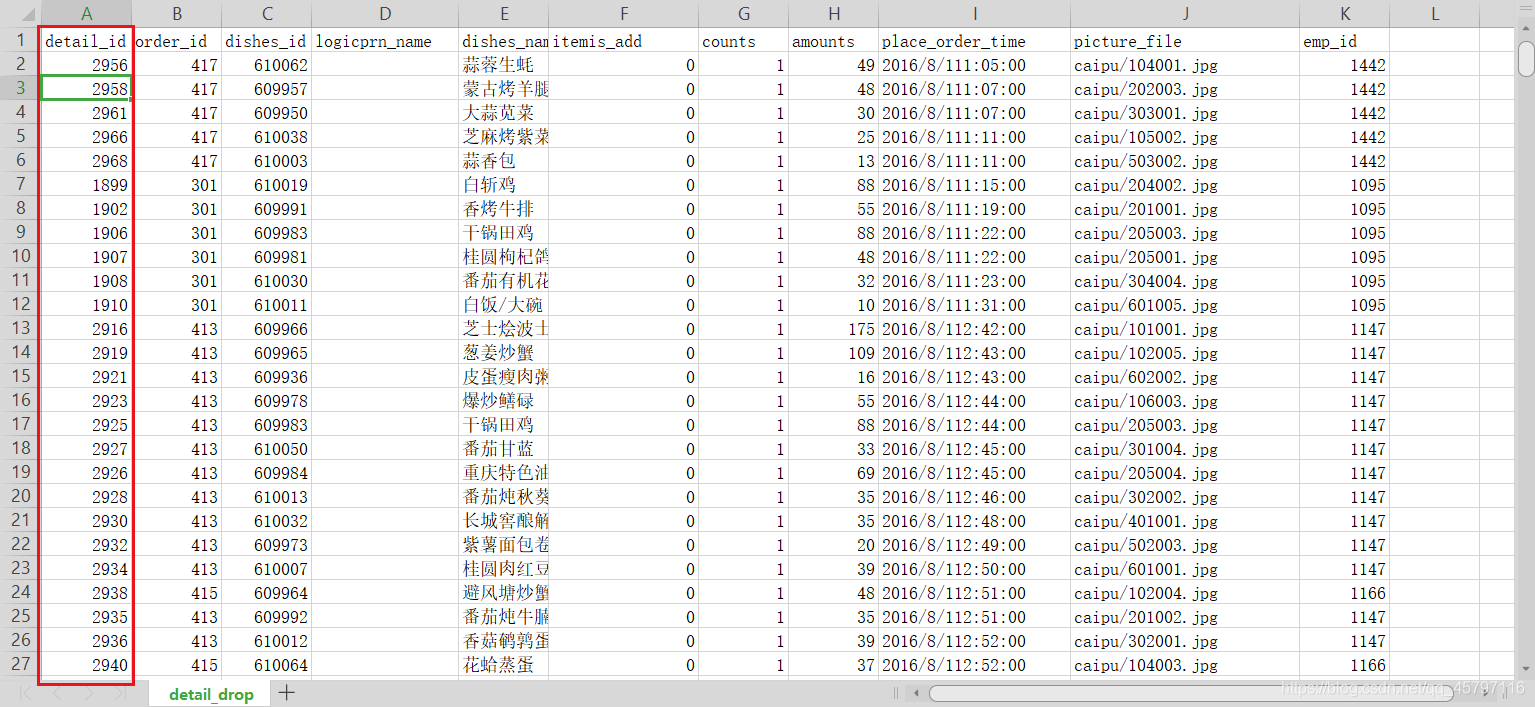 A B C D E F G H I J K L
1 detail_id order_id dishes_id logicprn_name dishes_nam itemis_add counts amounts place_order_time picture_file emp_id
2 2956 417 610062 蒜蓉生蚝 0 1 49 2016/8/111:05:00 caipu/104001.jpg 1442
3 2958 417 609957 蒙古烤羊腿 0 1 48 2016/8/111:07:00 caipu/202003.jpg 1442
4 2961 417 609950 大蒜苋菜 0 1 30 2016/8/111:07:00 caipu/303001.jpg 1442
5 2966 417 610038 芝麻烤紫菜 0 1 25 2016/8/111:11:00 caipu/105002.jpg 1442
6 2968 417 610003 蒜香包 0 1 13 2016/8/111:11:00 caipu/503002.jpg 1442
7 1899 301 610019 白斩鸡 0 1 88 2016/8/111:15:00 caipu/204002.jpg 1095
8 1902 301 609991 香烤牛排 0 1 55 2016/8/111:19:00 caipu/201001.jpg 1095
9 1906 301 609983 干锅田鸡 0 1 88 2016/8/111:22:00 caipu/205003.jpg 1095
10 1907 301 609981 桂圆枸杞鸽 0 1 48 2016/8/111:22:00 caipu/205001.jpg 1095
11 1908 301 610030 番茄有机花 0 1 32 2016/8/111:23:00 caipu/304004.jpg 1095
12 1910 301 610011 白饭/大碗 0 1 10 2016/8/111:31:00 caipu/601005.jpg 1095
13 2916 413 609966 芝士烩波士 0 1 175 2016/8/112:42:00 caipu/101001.jpg 1147
14 2919 413 609965 葱姜炒蟹 0 1 109 2016/8/112:43:00 caipu/102005.jpg 1147
15 2921 413 609936 皮蛋瘦肉粥 0 1 16 2016/8/112:43:00 caipu/602002.jpg 1147
16 2923 413 609978 爆炒鳝碌 0 1 55 2016/8/112:44:00 caipu/106003.jpg 1147
17 2925 413 609983 干锅田鸡 0 1 88 2016/8/112:44:00 caipu/205003.jpg 1147
18 2927 413 610050 番茄甘蓝 0 1 33 2016/8/112:45:00 caipu/301004.jpg 1147
19 2926 413 609984 重庆特色油 0 1 69 2016/8/112:45:00 caipu/205004.jpg 1147
20 2928 413 610013 番茄炖秋葵 0 1 35 2016/8/112:46:00 caipu/302002.jpg 1147
21 2930 413 610032 长城窖酿解 0 1 35 2016/8/112:48:00 caipu/401001.jpg 1147
22 2932 413 609973 紫薯面包卷 0 1 20 2016/8/112:49:00 caipu/502003.jpg 1147
23 2934 413 610007 桂圆肉红豆 0 1 39 2016/8/112:50:00 caipu/601001.jpg 1147
24 2938 415 609964 避风塘炒蟹 0 1 48 2016/8/112:51:00 caipu/102004.jpg 1166
25 2935 413 609992 番茄炖牛腩 0 1 35 2016/8/112:51:00 caipu/201002.jpg 1147
26 2936 413 610012 香菇鹌鹑蛋 0 1 39 2016/8/112:52:00 caipu/302001.jpg 1147
27 2940 415 610064 花蛤蒸蛋 0 1 37 2016/8/112:52:00 caipu/104003.jpg 1166
detail_drop
https://blog.csdn.net/qq_45797116